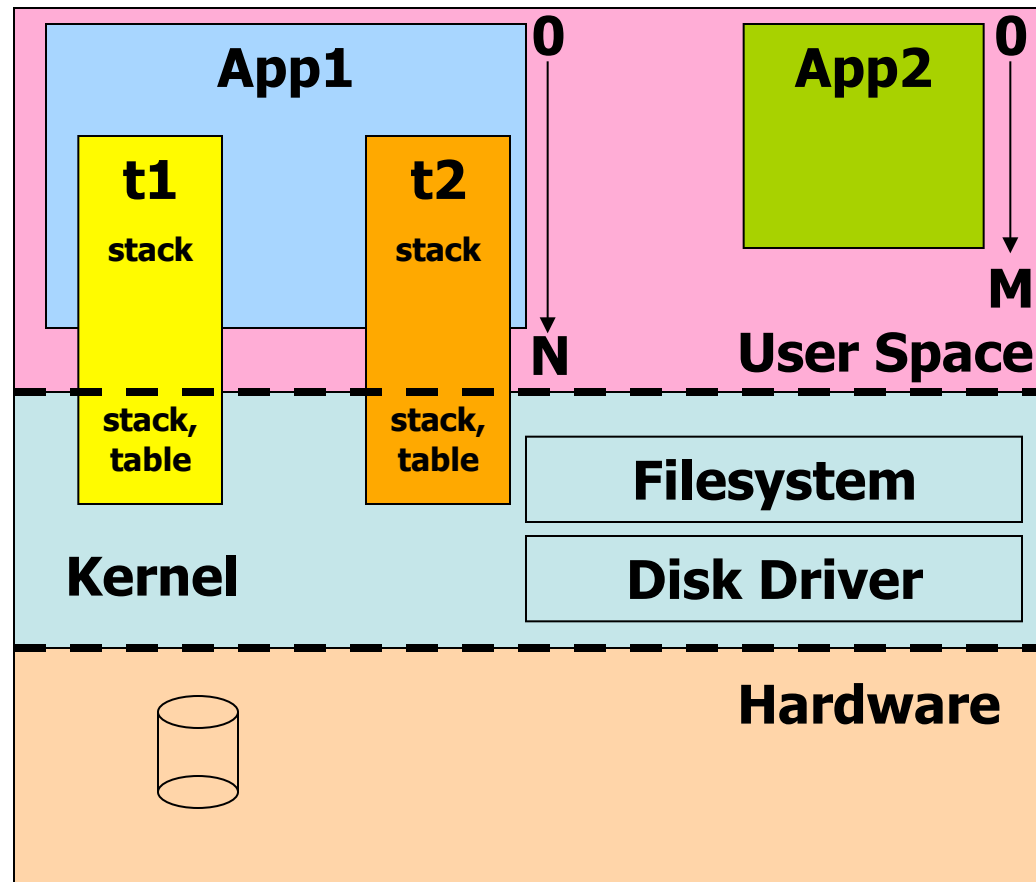 App1
0
App2
0
t1
t2
stack
stack
N
M
User Space
stack,
table
stack,
table
Filesystem
Kernel
Disk Driver
Hardware